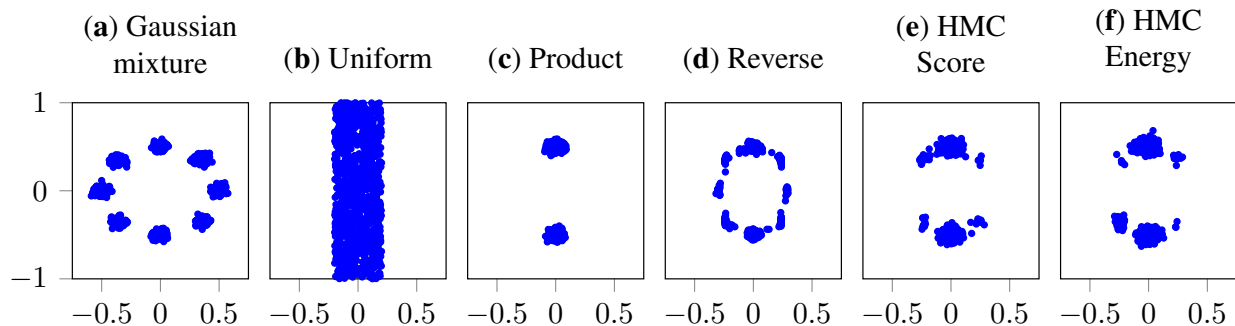 (a) Gaussian mixture
(b) Uniform
(c) Product
(d) Reverse
(e) HMC Score
(f) HMC Energy
1
0
−1
−0.5 0 0.5
−0.5 0 0.5
−0.5 0 0.5
−0.5 0 0.5
−0.5 0 0.5
−0.5 0 0.5